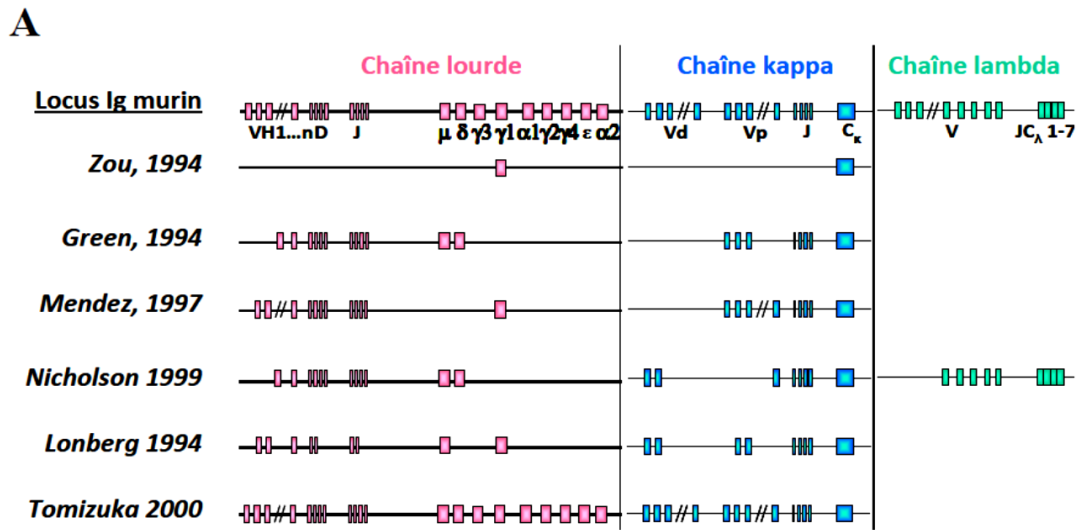 A
Chaîne lourde Chaîne kappa Chaîne lambda
Locus Ig murin
VH1...nD J μ δ γ3 γ1 α1 γ2 γ4 ε α2 Vd Vp J Cκ V JCλ 1-7
Zou, 1994
Green, 1994
Mendez, 1997
Nicholson 1999
Lonberg 1994
Tomizuka 2000